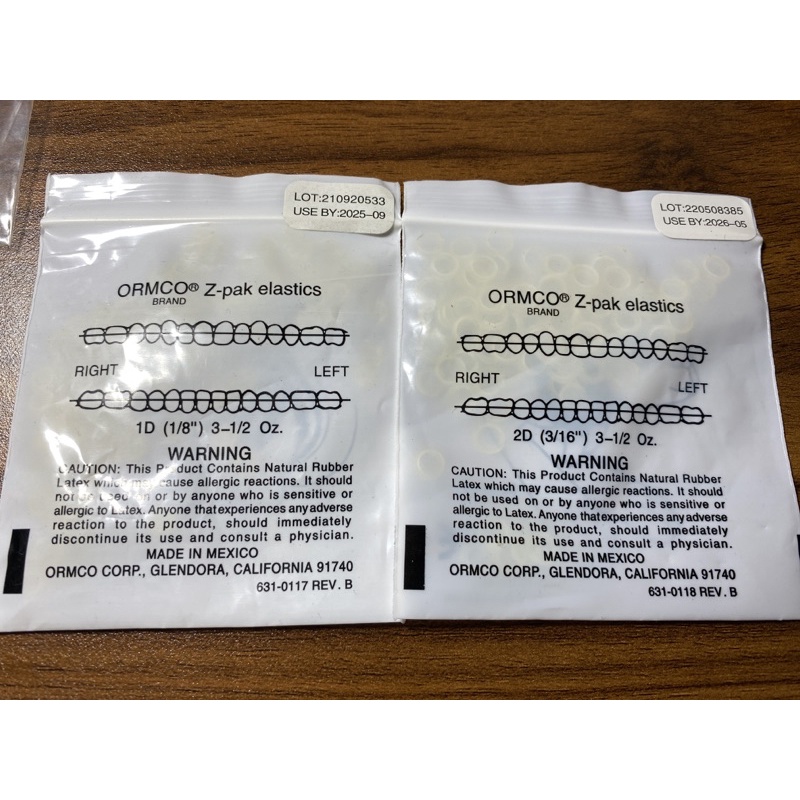 LOT:210920533
USE BY:2025-09
ORMCO® Z-pak elastics
BRAND
RIGHT LEFT
1D (1/8") 3-1/2 Oz.
WARNING
CAUTION: This Product Contains Natural Rubber
Latex which may cause allergic reactions. It should
not be used on or by anyone who is sensitive or
allergic to Latex. Anyone that experiences any adverse
reaction to the product, should immediately
discontinue its use and consult a physician.
MADE IN MEXICO
ORMCO CORP., GLENDORA, CALIFORNIA 91740
631-0117 REV. B
LOT:220508385
USE BY:2026-05
ORMCO® Z-pak elastics
BRAND
RIGHT LEFT
2D (3/16") 3-1/2 Oz.
WARNING
CAUTION: This Product Contains Natural Rubber
Latex which may cause allergic reactions. It should
not be used on or by anyone who is sensitive or
allergic to Latex. Anyone that experiences any adverse
reaction to the product, should immediately
discontinue its use and consult a physician.
MADE IN MEXICO
ORMCO CORP., GLENDORA, CALIFORNIA 91740
631-0118 REV. B